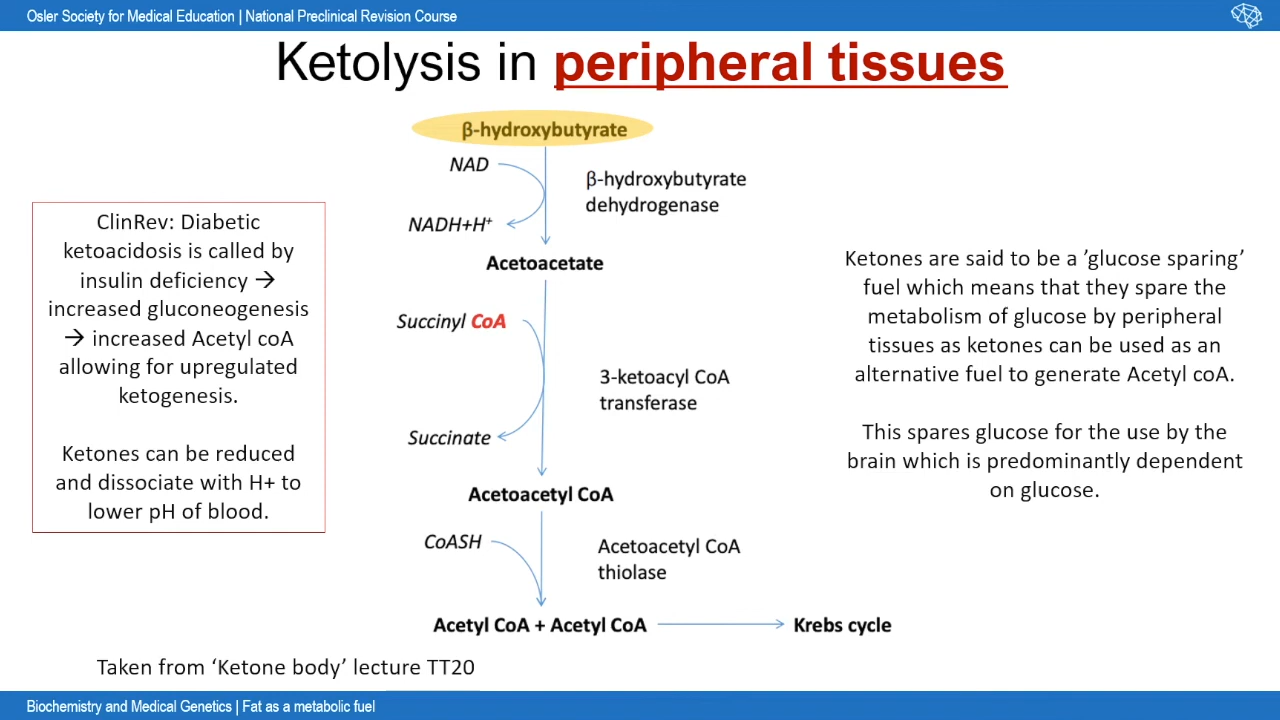 Osler Society for Medical Education | National Preclinical Revision Course
Ketolysis in peripheral tissues
β-hydroxybutyrate
NAD
β-hydroxybutyrate
dehydrogenase
NADH+H⁺
Acetoacetate
Succinyl CoA
3-ketoacyl CoA
transferase
Succinate
Acetoacetyl CoA
CoASH
Acetoacetyl CoA
thiolase
Acetyl CoA + Acetyl CoA
Krebs cycle
ClinRev: Diabetic
ketoacidosis is called by
insulin deficiency →
increased gluconeogenesis
→ increased Acetyl coA
allowing for upregulated
ketogenesis.
Ketones can be reduced
and dissociate with H+ to
lower pH of blood.
Ketones are said to be a ’glucose sparing’
fuel which means that they spare the
metabolism of glucose by peripheral
tissues as ketones can be used as an
alternative fuel to generate Acetyl coA.
This spares glucose for the use by the
brain which is predominantly dependent
on glucose.
Taken from ‘Ketone body’ lecture TT20
Biochemistry and Medical Genetics | Fat as a metabolic fuel